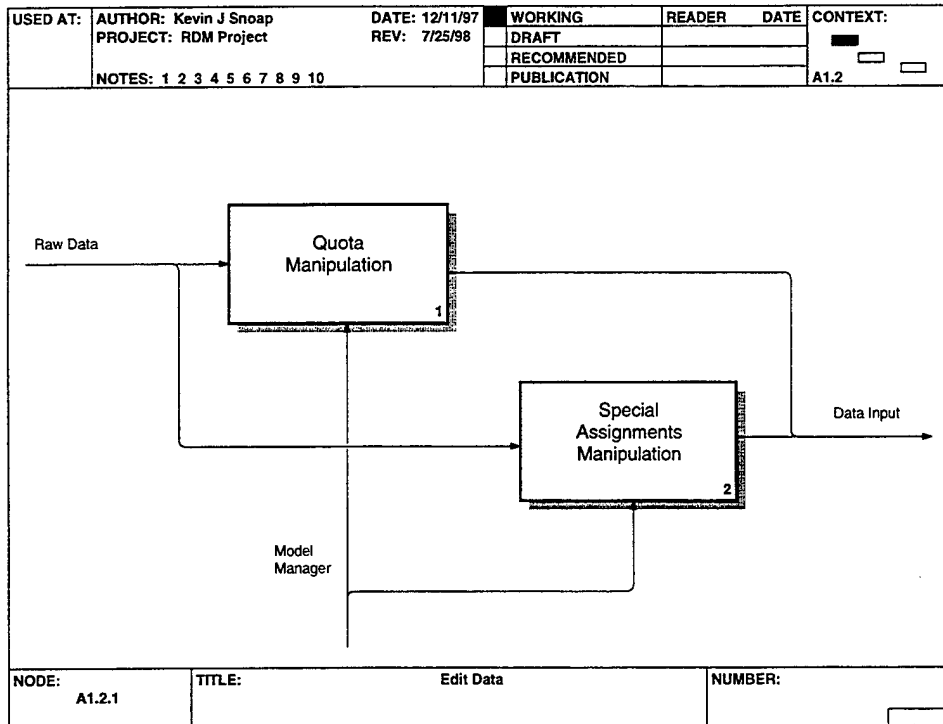 USED AT: AUTHOR: Kevin J Snoap DATE: 12/11/97 WORKING READER DATE CONTEXT:
PROJECT: RDM Project REV: 7/25/98 DRAFT
RECOMMENDED
NOTES: 1 2 3 4 5 6 7 8 9 10 PUBLICATION A1.2
Raw Data
Quota
Manipulation
1
Special
Assignments
Manipulation
2
Data Input
Model
Manager
NODE: TITLE: Edit Data NUMBER:
A1.2.1